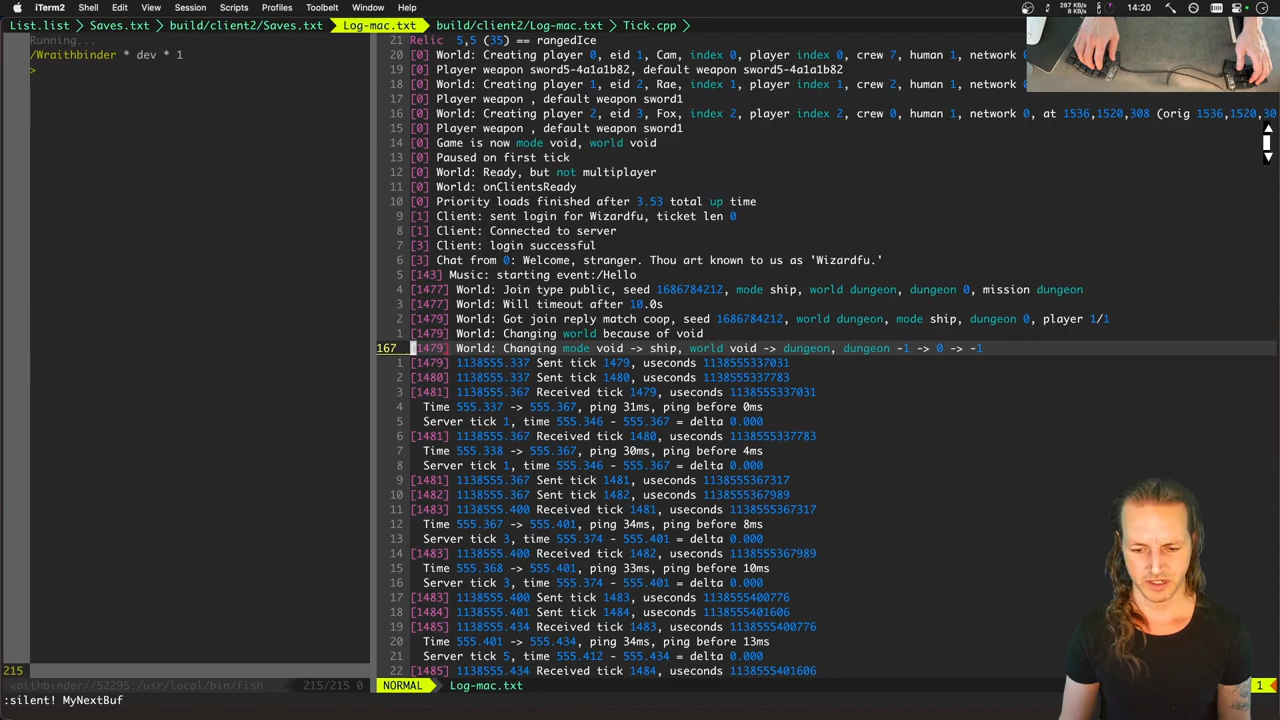 iTerm2 Shell Edit View Session Scripts Profiles Toolbelt Window Help 287 KB/s 8 KB/s 14:20
List.list > Saves.txt > build/client2/Saves.txt > Log-mac.txt > build/client2/Log-mac.txt > Tick.cpp >
Running...
/Wraithbinder * dev * 1
>
21 Relic 5,5 (35) == rangedIce
20 [0] World: Creating player 0, eid 1, Cam, index 0, player index 0, crew 7, human 1, network 0,
19 [0] Player weapon sword5-4a1a1b82, default weapon sword5-4a1a1b82
18 [0] World: Creating player 1, eid 2, Rae, index 1, player index 1, crew 2, human 1, network 0,
17 [0] Player weapon , default weapon sword1
16 [0] World: Creating player 2, eid 3, Fox, index 2, player index 2, crew 0, human 1, network 0, at 1536,1520,308 (orig 1536,1520,30
15 [0] Player weapon , default weapon sword1
14 [0] Game is now mode void, world void
13 [0] Paused on first tick
12 [0] World: Ready, but not multiplayer
11 [0] World: onClientsReady
10 [0] Priority loads finished after 3.53 total up time
9 [1] Client: sent login for Wizardfu, ticket len 0
8 [1] Client: Connected to server
7 [3] Client: login successful
6 [3] Chat from 0: Welcome, stranger. Thou art known to us as 'Wizardfu.'
5 [143] Music: starting event:/Hello
4 [1477] World: Join type public, seed 1686784212, mode ship, world dungeon, dungeon 0, mission dungeon
3 [1477] World: Will timeout after 10.0s
2 [1479] World: Got join reply match coop, seed 1686784212, world dungeon, mode ship, dungeon 0, player 1/1
1 [1479] World: Changing world because of void
167 [1479] World: Changing mode void -> ship, world void -> dungeon, dungeon -1 -> 0 -> -1
1 [1479] 1138555.337 Sent tick 1479, useconds 1138555337031
2 [1480] 1138555.337 Sent tick 1480, useconds 1138555337783
3 [1481] 1138555.367 Received tick 1479, useconds 1138555337031
4 Time 555.337 -> 555.367, ping 31ms, ping before 0ms
5 Server tick 1, time 555.346 - 555.367 = delta 0.000
6 [1481] 1138555.367 Received tick 1480, useconds 1138555337783
7 Time 555.338 -> 555.367, ping 30ms, ping before 4ms
8 Server tick 1, time 555.346 - 555.367 = delta 0.000
9 [1481] 1138555.367 Sent tick 1481, useconds 1138555367317
10 [1482] 1138555.367 Sent tick 1482, useconds 1138555367989
11 [1483] 1138555.400 Received tick 1481, useconds 1138555367317
12 Time 555.367 -> 555.401, ping 34ms, ping before 8ms
13 Server tick 3, time 555.374 - 555.401 = delta 0.000
14 [1483] 1138555.400 Received tick 1482, useconds 1138555367989
15 Time 555.368 -> 555.401, ping 33ms, ping before 10ms
16 Server tick 3, time 555.374 - 555.401 = delta 0.000
17 [1483] 1138555.400 Sent tick 1483, useconds 1138555400776
18 [1484] 1138555.401 Sent tick 1484, useconds 1138555401606
19 [1485] 1138555.434 Received tick 1483, useconds 1138555400776
20 Time 555.401 -> 555.434, ping 34ms, ping before 13ms
21 Server tick 5, time 555.412 - 555.434 = delta 0.000
22 [1485] 1138555.434 Received tick 1484, useconds 1138555401606
215
<aithbinder//52295:/usr/local/bin/fish 215/215 0 NORMAL Log-mac.txt 1
:silent! MyNextBuf